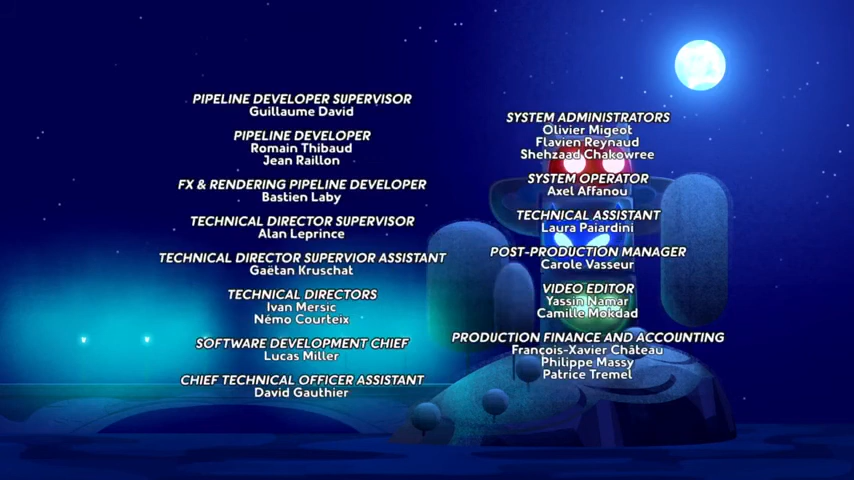 PIPELINE DEVELOPER SUPERVISOR
Guillaume David
PIPELINE DEVELOPER
Romain Thibaud
Jean Raillon
FX & RENDERING PIPELINE DEVELOPER
Bastien Laby
TECHNICAL DIRECTOR SUPERVISOR
Alan Leprince
TECHNICAL DIRECTOR SUPERVIOR ASSISTANT
Gaëtan Kruschat
TECHNICAL DIRECTORS
Ivan Mersic
Némo Courteix
SOFTWARE DEVELOPMENT CHIEF
Lucas Miller
CHIEF TECHNICAL OFFICER ASSISTANT
David Gauthier
SYSTEM ADMINISTRATORS
Olivier Migeot
Flavien Reynaud
Shehzaad Chakowree
SYSTEM OPERATOR
Axel Affanou
TECHNICAL ASSISTANT
Laura Paiardini
POST-PRODUCTION MANAGER
Carole Vasseur
VIDEO EDITOR
Yassin Namar
Camille Mokdad
PRODUCTION FINANCE AND ACCOUNTING
François-Xavier Château
Philippe Massy
Patrice Tremel